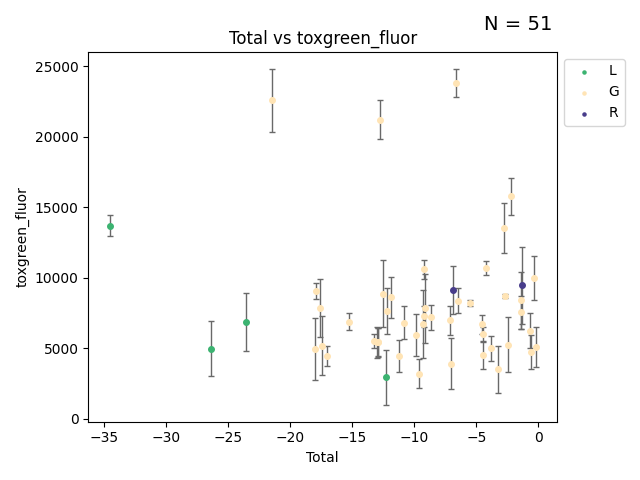 N = 51
Total vs toxgreen_fluor
L
G
R
25000
20000
15000
10000
5000
0
toxgreen_fluor
−35
−30
−25
−20
−15
−10
−5
0
Total